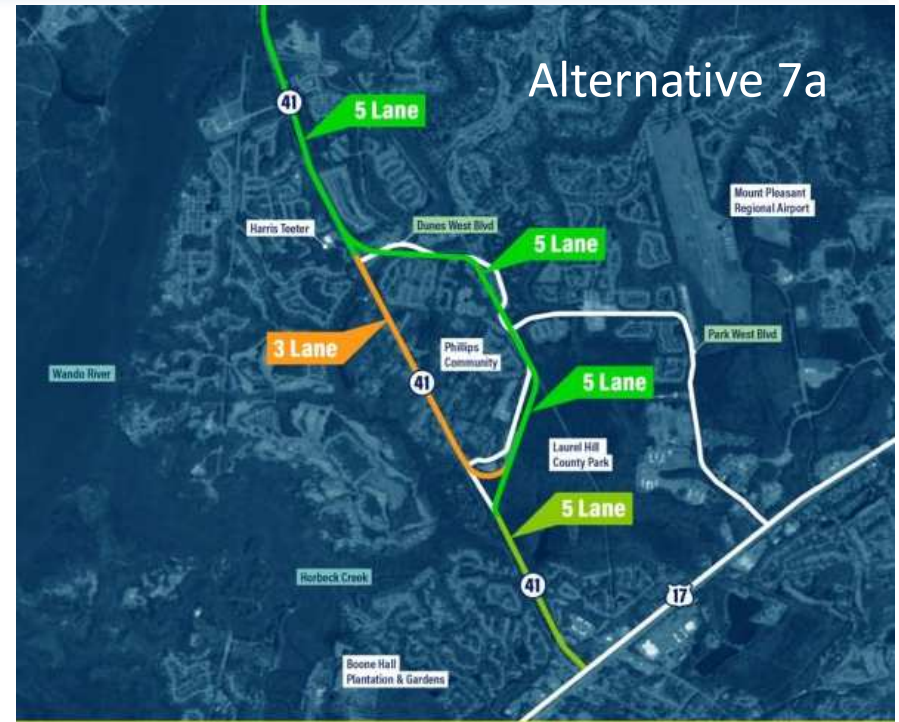 Alternative 7a
41
5 Lane
Mount Pleasant
Regional Airport
Harris Teeter
Dunes West Blvd
5 Lane
3 Lane
Phillips
Community
Park West Blvd
Wando River
41
5 Lane
Laurel Hill
County Park
5 Lane
Horbeck Creek
41
17
Boone Hall
Plantation & Gardens